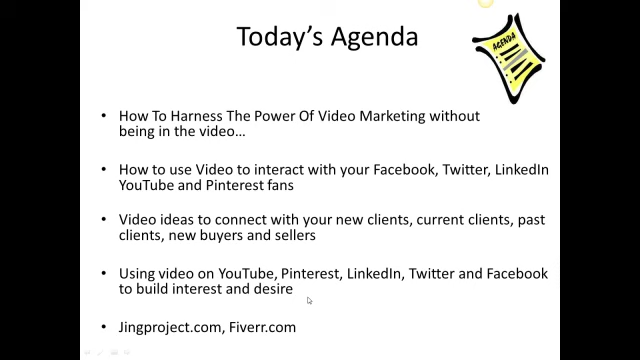 Today's Agenda
AGENDA
• How To Harness The Power Of Video Marketing without
being in the video…
• How to use Video to interact with your Facebook, Twitter, LinkedIn
YouTube and Pinterest fans
• Video ideas to connect with your new clients, current clients, past
clients, new buyers and sellers
• Using video on YouTube, Pinterest, LinkedIn, Twitter and Facebook
to build interest and desire
• Jingproject.com, Fiverr.com